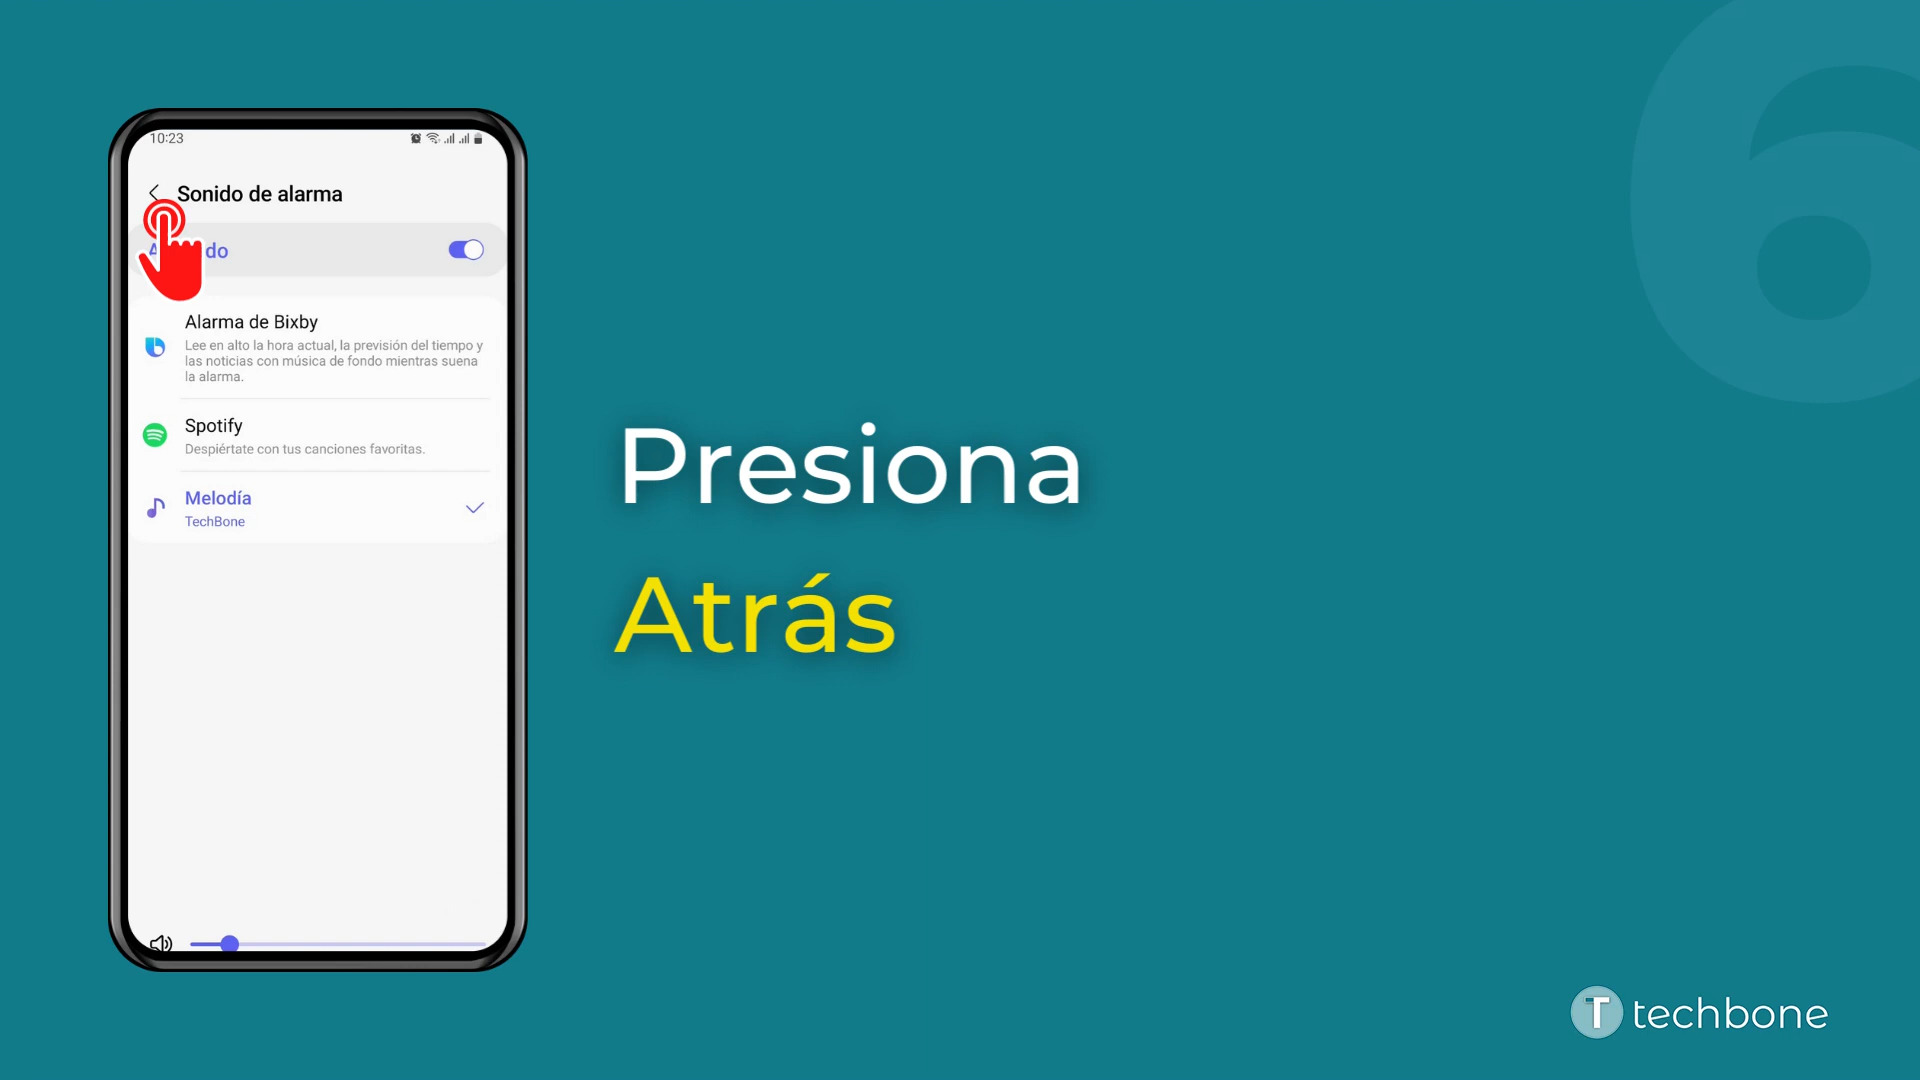 6
10:23
Sonido de alarma
do
Alarma de Bixby
Lee en alto la hora actual, la previsión del tiempo y
las noticias con música de fondo mientras suena
la alarma.
Spotify
Despiértate con tus canciones favoritas.
Melodía
TechBone
Presiona
Atrás
T techbone